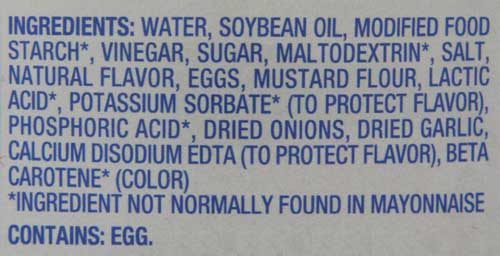 INGREDIENTS: WATER, SOYBEAN OIL, MODIFIED FOOD
STARCH*, VINEGAR, SUGAR, MALTODEXTRIN*, SALT,
NATURAL FLAVOR, EGGS, MUSTARD FLOUR, LACTIC
ACID*, POTASSIUM SORBATE* (TO PROTECT FLAVOR),
PHOSPHORIC ACID*, DRIED ONIONS, DRIED GARLIC,
CALCIUM DISODIUM EDTA (TO PROTECT FLAVOR), BETA
CAROTENE* (COLOR)
*INGREDIENT NOT NORMALLY FOUND IN MAYONNAISE
CONTAINS: EGG.